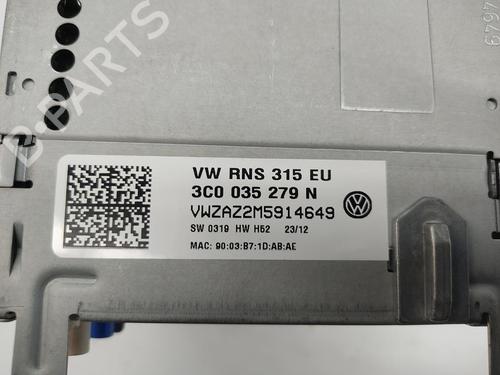 4649
VW RNS 315 EU
3C0 035 279 N
VWZAZ2M5914649
SW 0319 HW H52 23/12
MAC: 90:03:B7:1D:AB:AE
B-PARTS